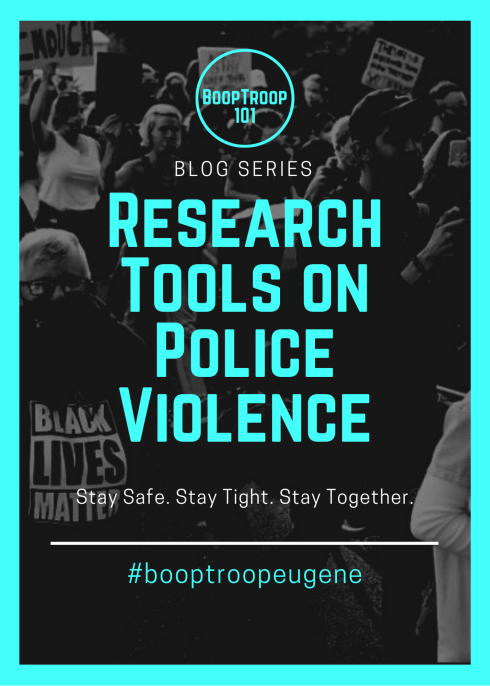 ENOUGH
BOOPTROOP
101
BLOG SERIES
RESEARCH
TOOLS ON
POLICE
VIOLENCE
BLACK
LIVES
MATTER
Stay Safe. Stay Tight. Stay Together.
#booptroopeugene